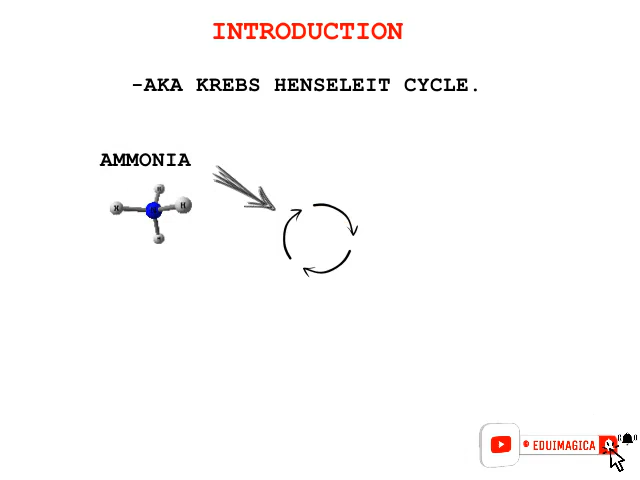 INTRODUCTION
-AKA KREBS HENSELEIT CYCLE.
AMMONIA
H
H
© EDUIMAGICA